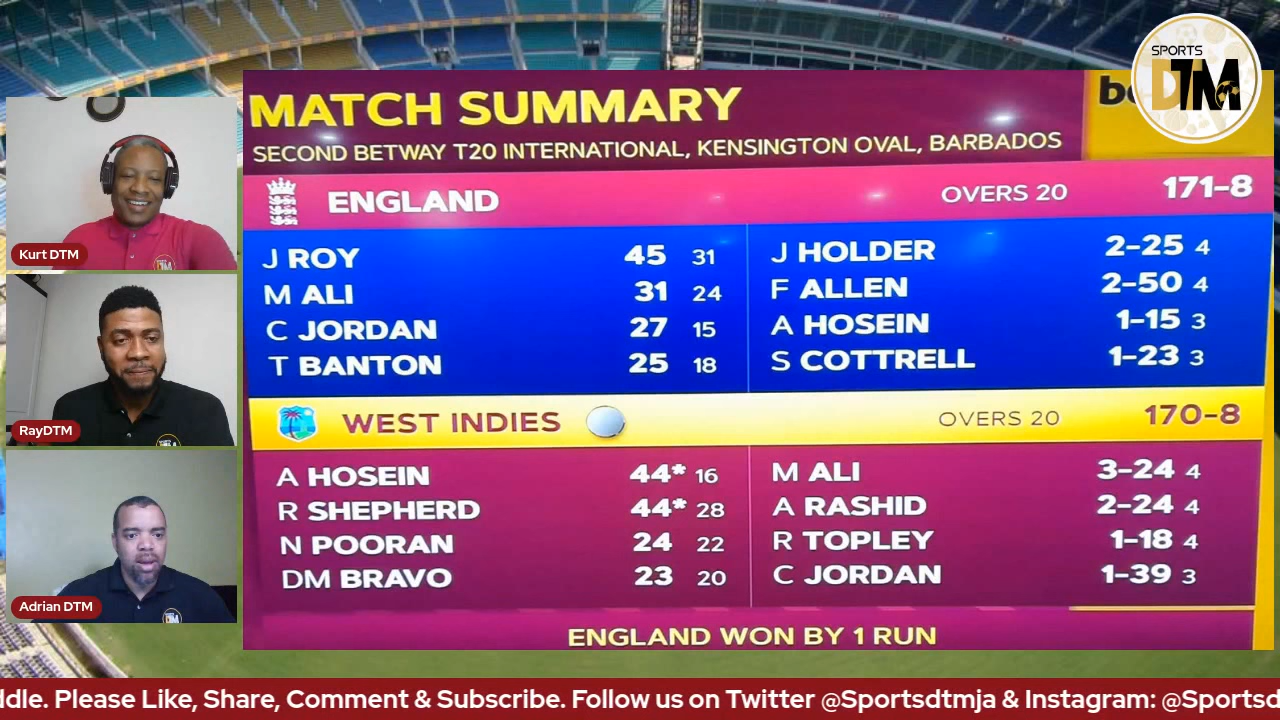 SPORTS
DTM
MATCH SUMMARY
SECOND BETWAY T20 INTERNATIONAL, KENSINGTON OVAL, BARBADOS
ENGLAND OVERS 20 171-8
J ROY 45 31 J HOLDER 2-25 4
M ALI 31 24 F ALLEN 2-50 4
C JORDAN 27 15 A HOSEIN 1-15 3
T BANTON 25 18 S COTTRELL 1-23 3
WEST INDIES OVERS 20 170-8
A HOSEIN 44* 16 M ALI 3-24 4
R SHEPHERD 44* 28 A RASHID 2-24 4
N POORAN 24 22 R TOPLEY 1-18 4
DM BRAVO 23 20 C JORDAN 1-39 3
ENGLAND WON BY 1 RUN
Kurt DTM
RayDTM
Adrian DTM
ddle. Please Like, Share, Comment & Subscribe. Follow us on Twitter @Sportsdtmja & Instagram: @Sportsd